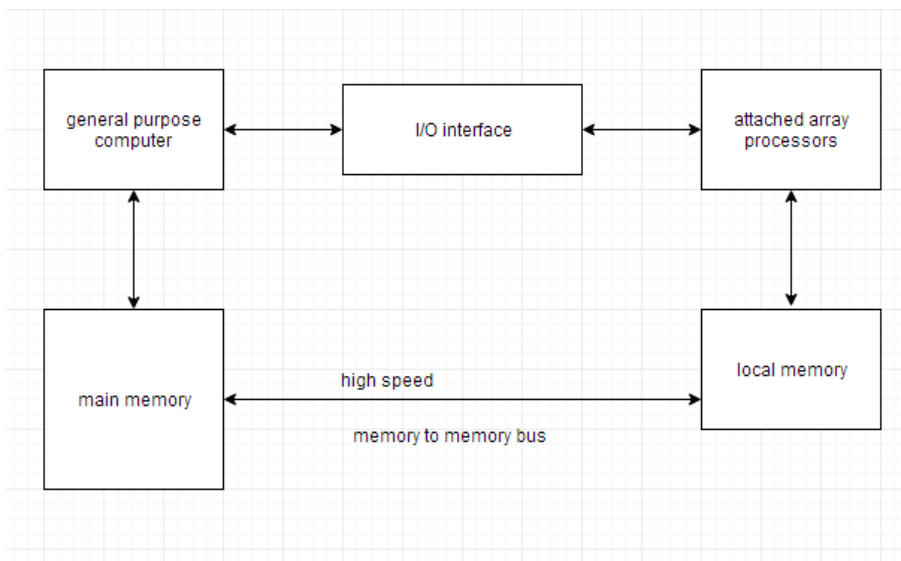 general purpose
computer
I/O interface
attached array
processors
main memory
high speed
memory to memory bus
local memory